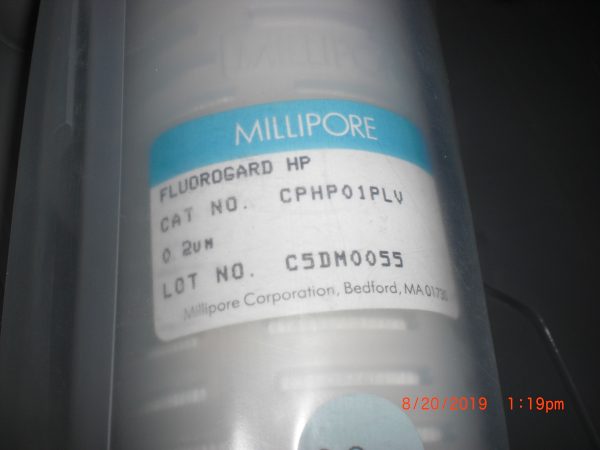 MILLIPORE
FLUOROGARD HP
CAT NO. CPHP01PLV
0.2um
LOT NO. C5DM0055
Millipore Corporation, Bedford, MA 01730
8/20/2019 1:19pm